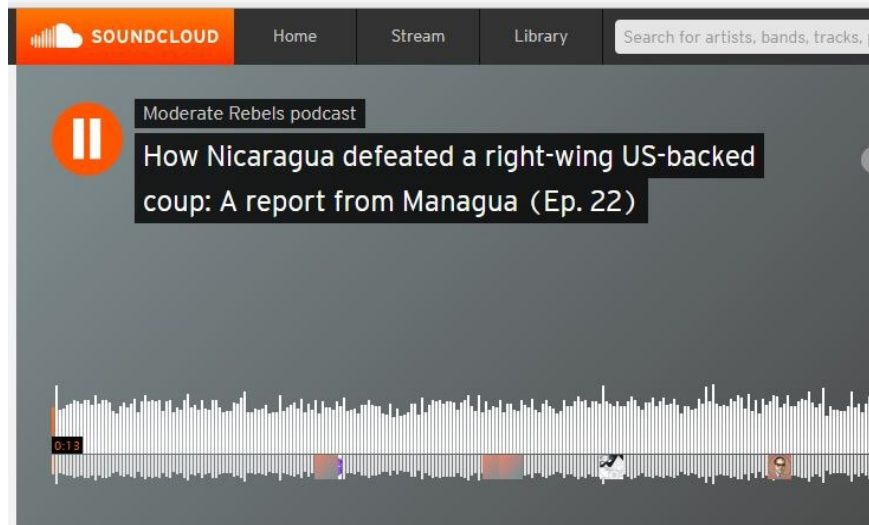 SOUNDCLOUD
Home
Stream
Library
Search for artists, bands, tracks,
Moderate Rebels podcast
How Nicaragua defeated a right-wing US-backed
coup: A report from Managua (Ep. 22)
0:13